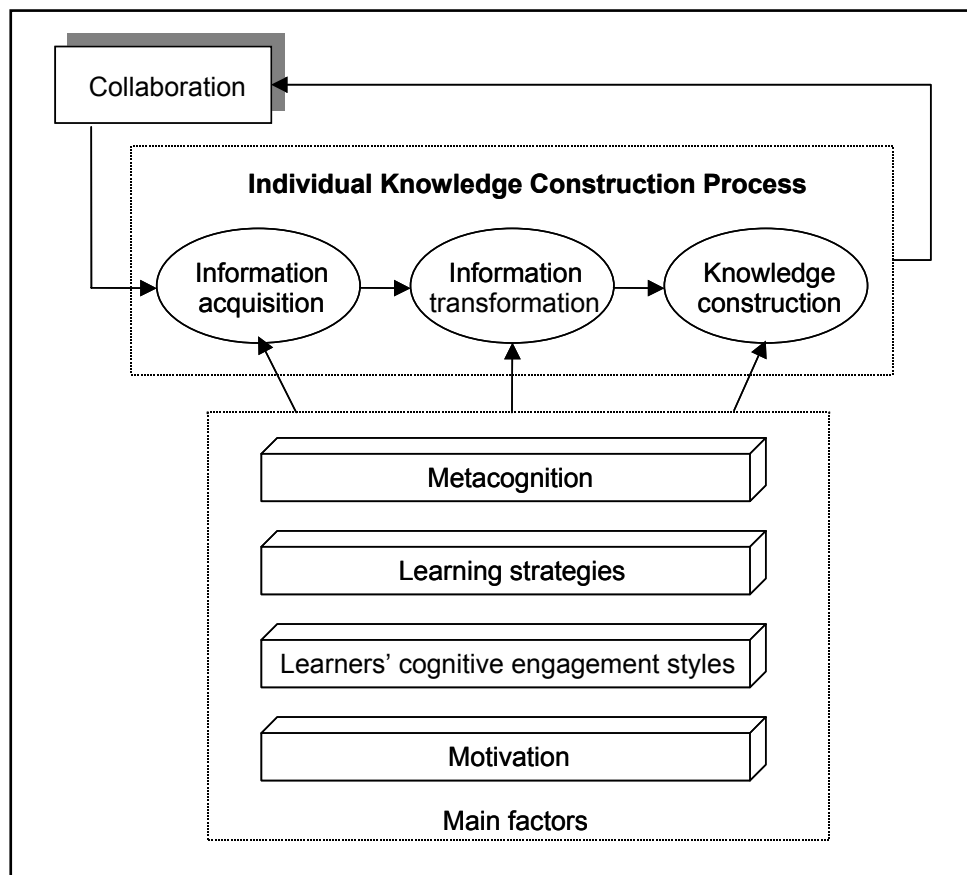 Collaboration
Individual Knowledge Construction Process
Information
acquisition
Information
transformation
Knowledge
construction
Metacognition
Learning strategies
Learners’ cognitive engagement styles
Motivation
Main factors